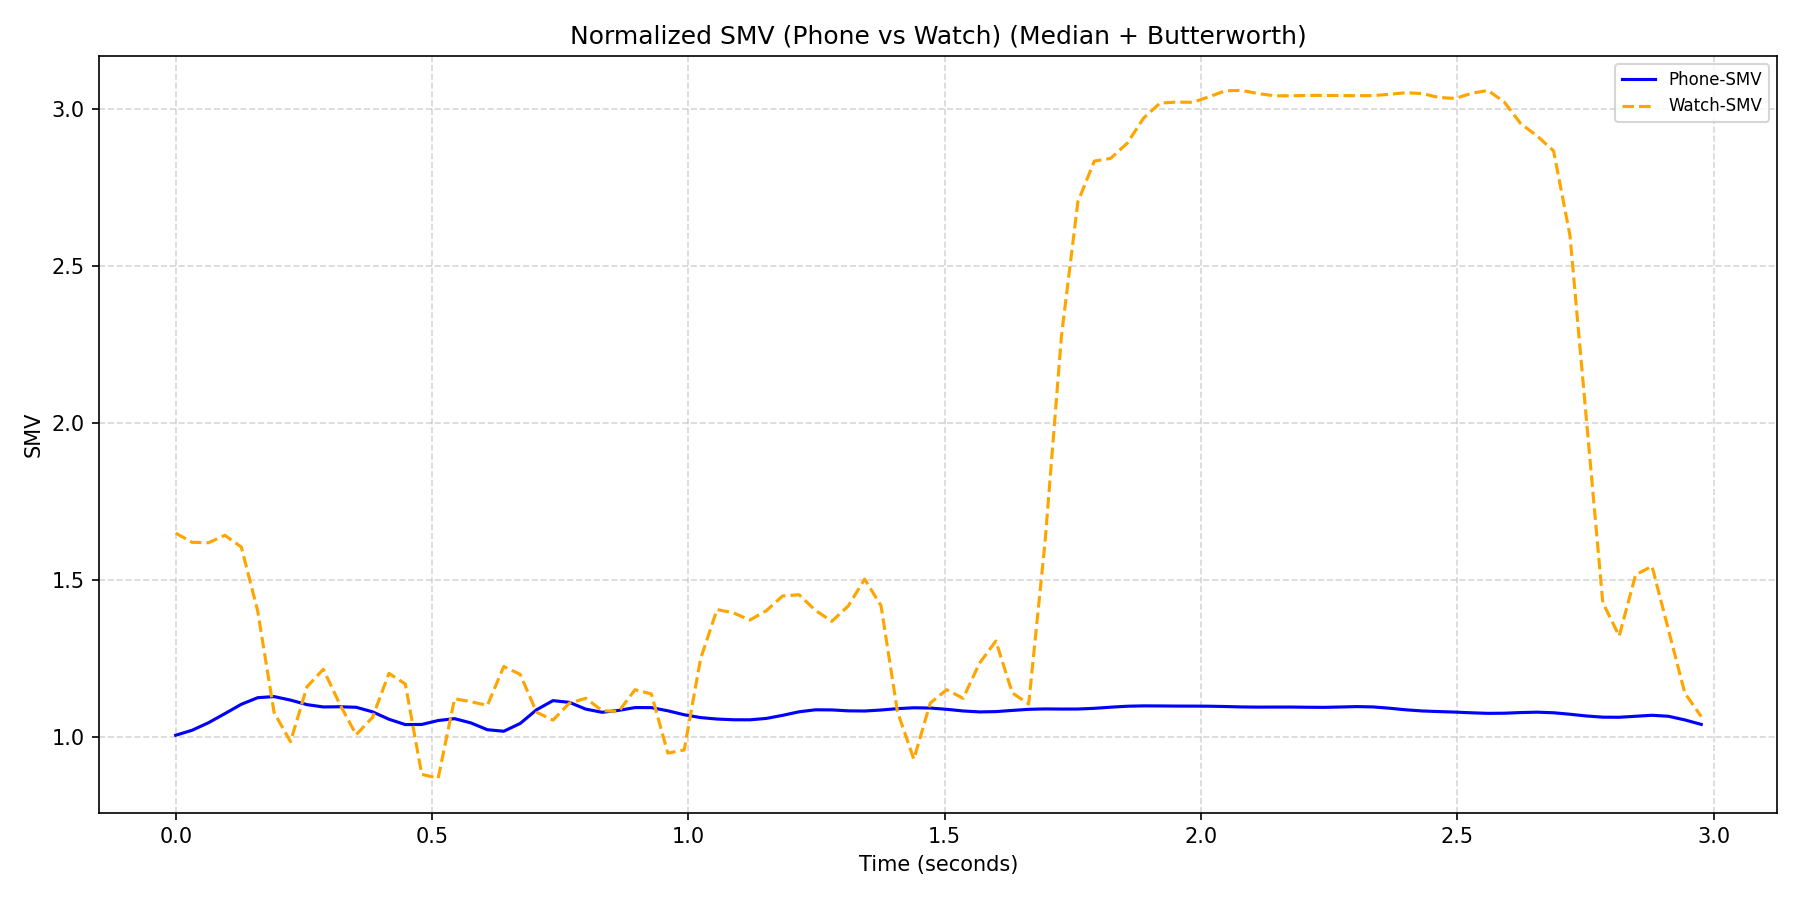 Normalized SMV (Phone vs Watch) (Median + Butterworth)
Phone-SMV
Watch-SMV
3.0
2.5
2.0
1.5
1.0
SMV
0.0 0.5 1.0 1.5 2.0 2.5 3.0
Time (seconds)